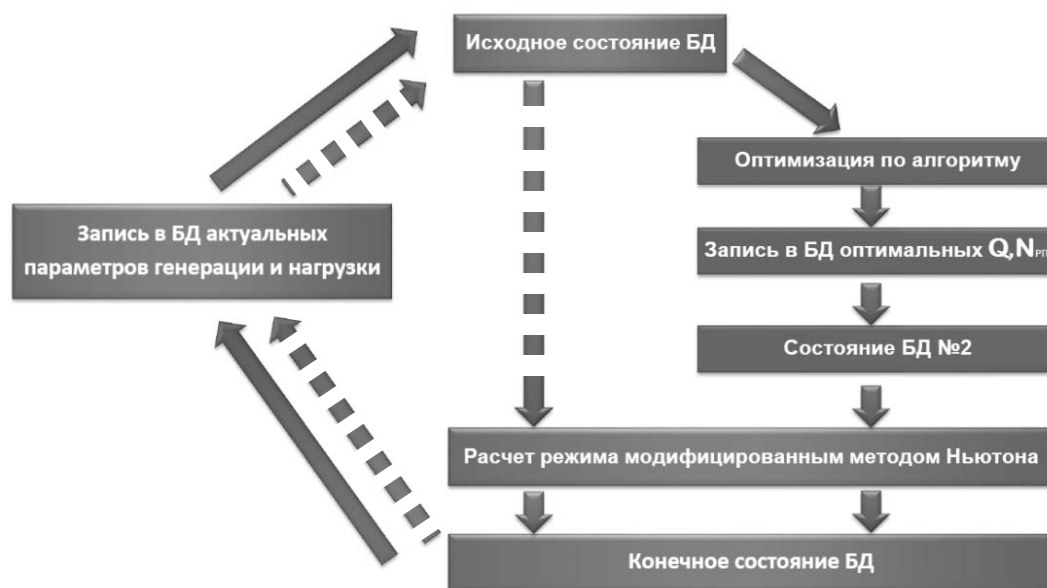 Исходное состояние БД
Оптимизация по алгоритму
Запись в БД актуальных
параметров генерации и нагрузки
Запись в БД оптимальных Q,Nрп
Состояние БД №2
Расчет режима модифицированным методом Ньютона
Конечное состояние БД